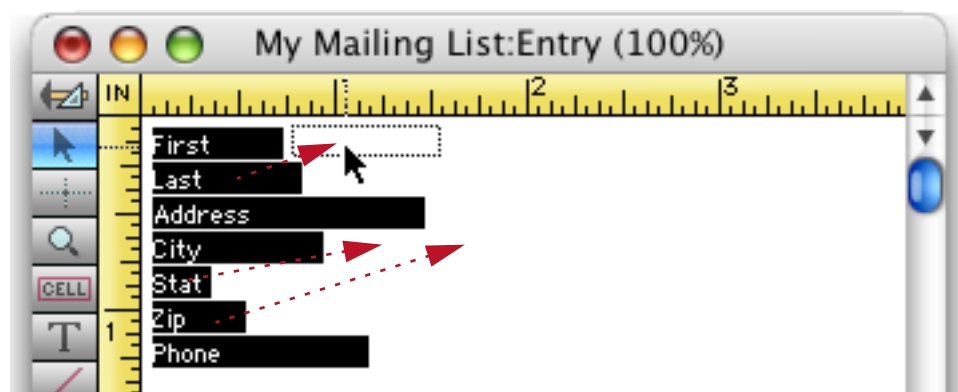 My Mailing List:Entry (100%)
IN
2
3
First
Last
Address
City
CELL
Stat
Zip
T
1
Phone